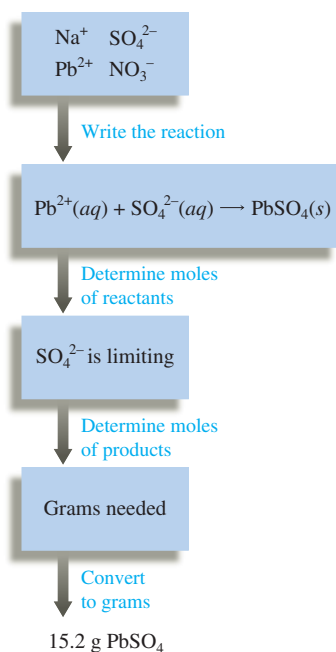 Na⁺ SO₄²⁻
Pb²⁺ NO₃⁻
Write the reaction
Pb²⁺(aq) + SO₄²⁻(aq) ⟶ PbSO₄(s)
Determine moles
of reactants
SO₄²⁻ is limiting
Determine moles
of products
Grams needed
Convert
to grams
15.2 g PbSO₄